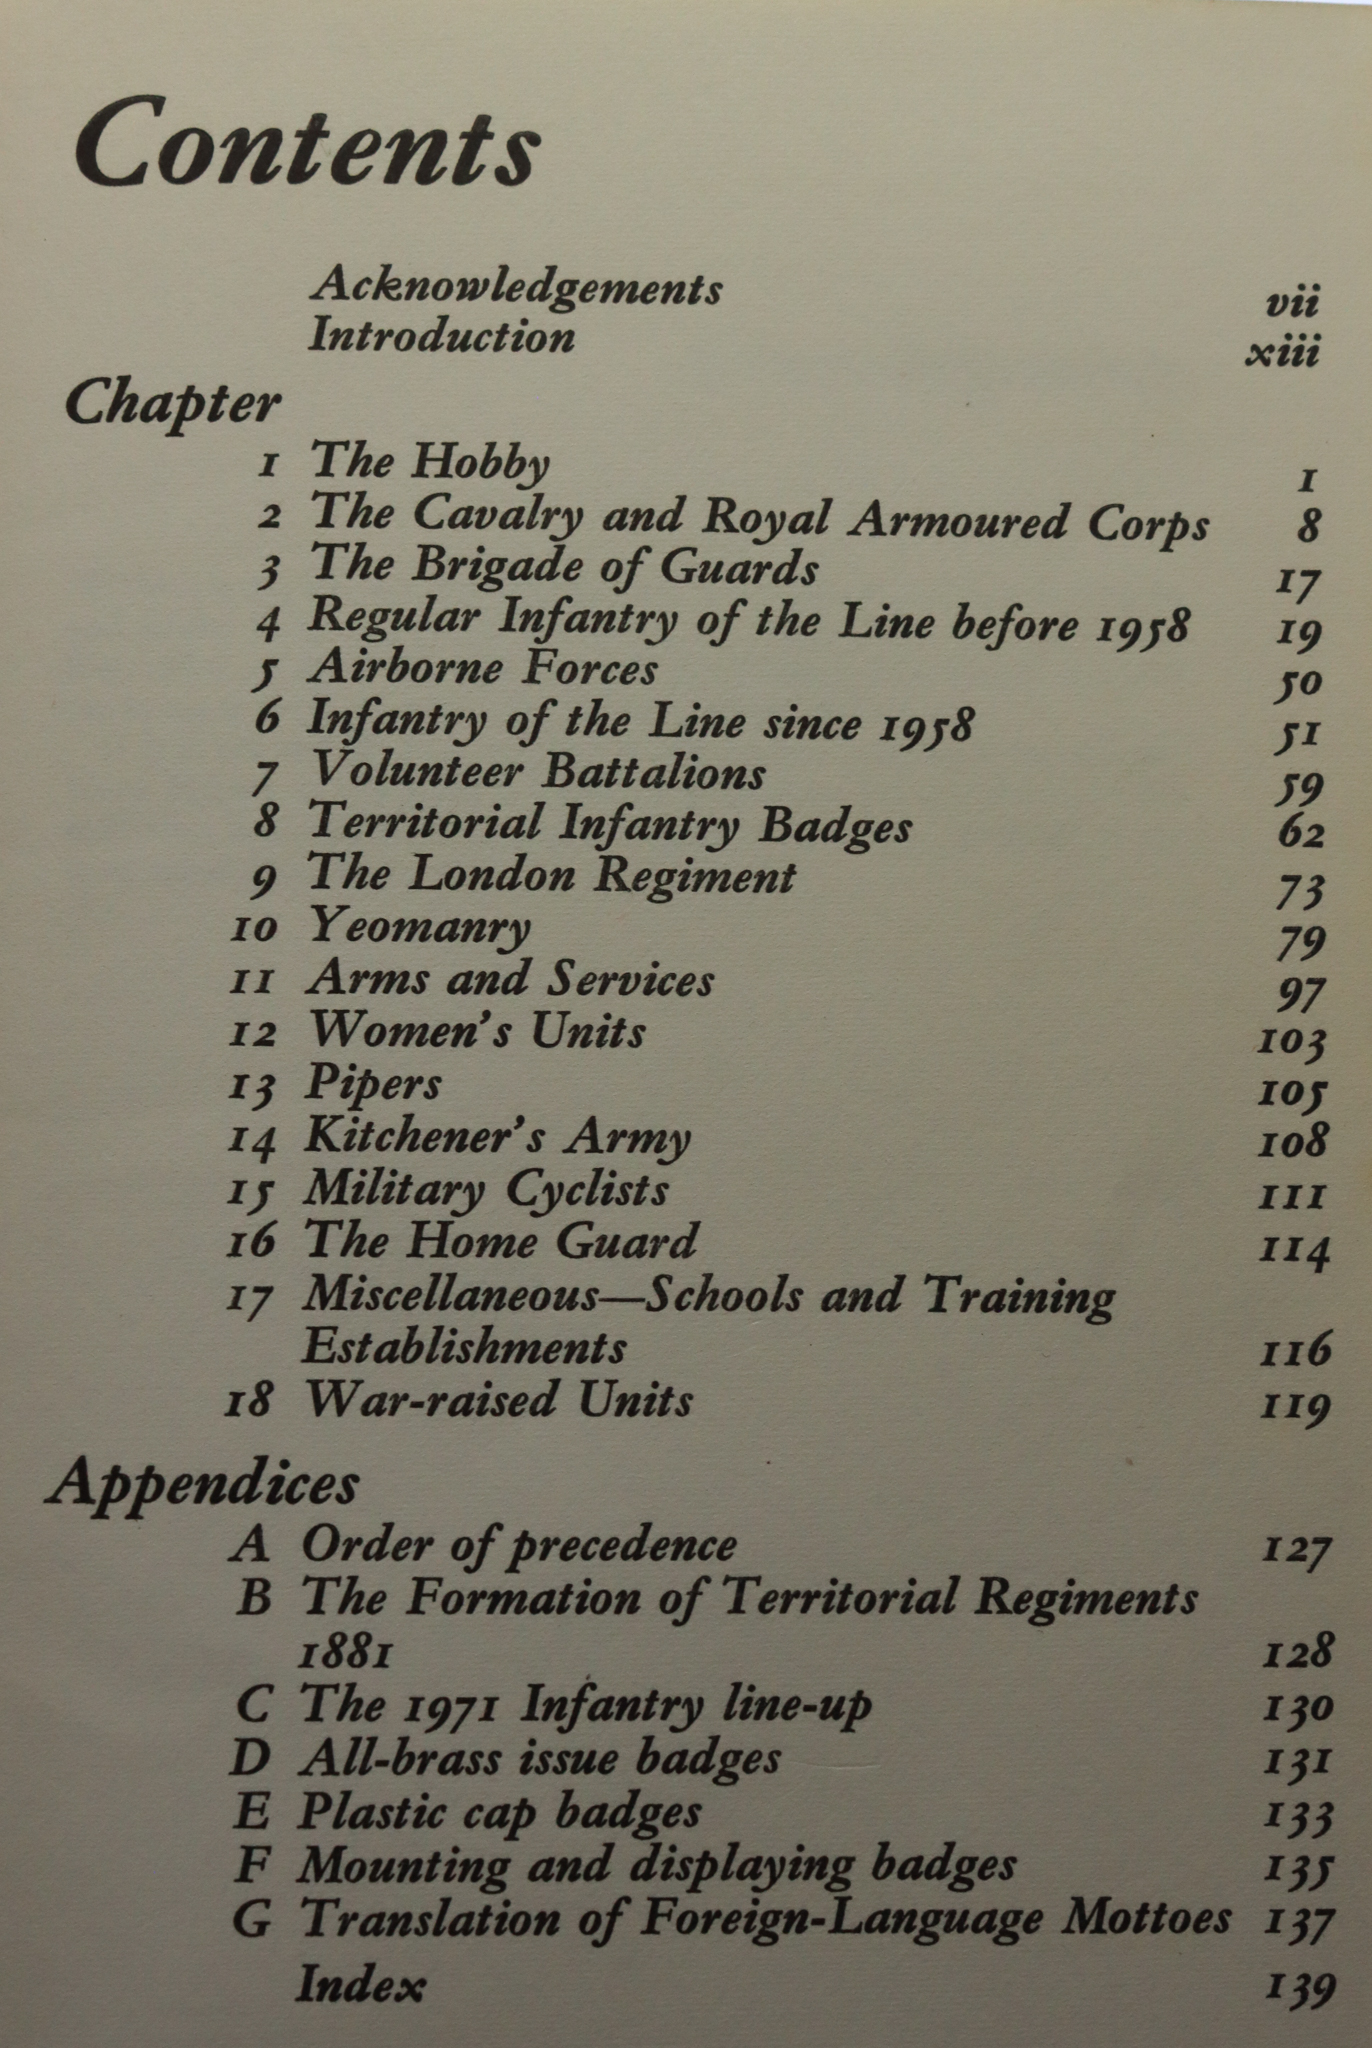 Contents
Acknowledgements vii
Introduction xiii
Chapter
1 The Hobby 1
2 The Cavalry and Royal Armoured Corps 8
3 The Brigade of Guards 17
4 Regular Infantry of the Line before 1958 19
5 Airborne Forces 50
6 Infantry of the Line since 1958 51
7 Volunteer Battalions 59
8 Territorial Infantry Badges 62
9 The London Regiment 73
10 Yeomanry 79
11 Arms and Services 97
12 Women's Units 103
13 Pipers 105
14 Kitchener's Army 108
15 Military Cyclists 111
16 The Home Guard 114
17 Miscellaneous—Schools and Training
Establishments 116
18 War-raised Units 119
Appendices
A Order of precedence 127
B The Formation of Territorial Regiments
1881 128
C The 1971 Infantry line-up 130
D All-brass issue badges 131
E Plastic cap badges 133
F Mounting and displaying badges 135
G Translation of Foreign-Language Mottoes 137
Index 139